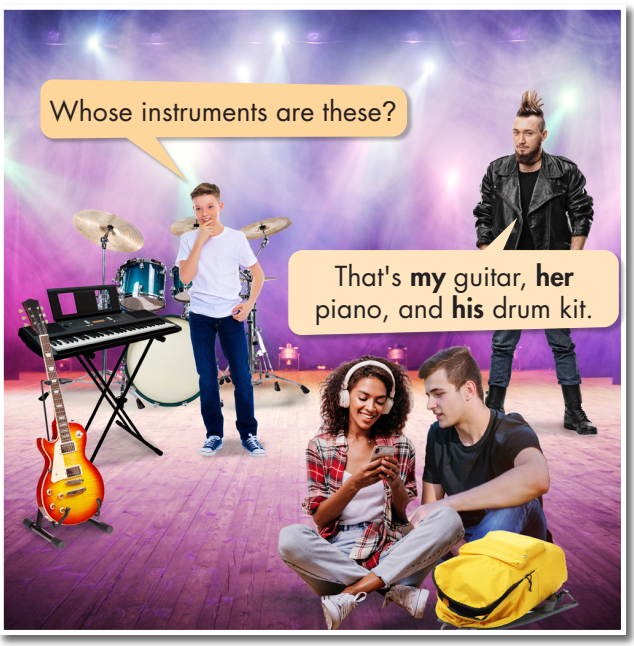 Whose instruments are these?
That's my guitar, her
piano, and his drum kit.